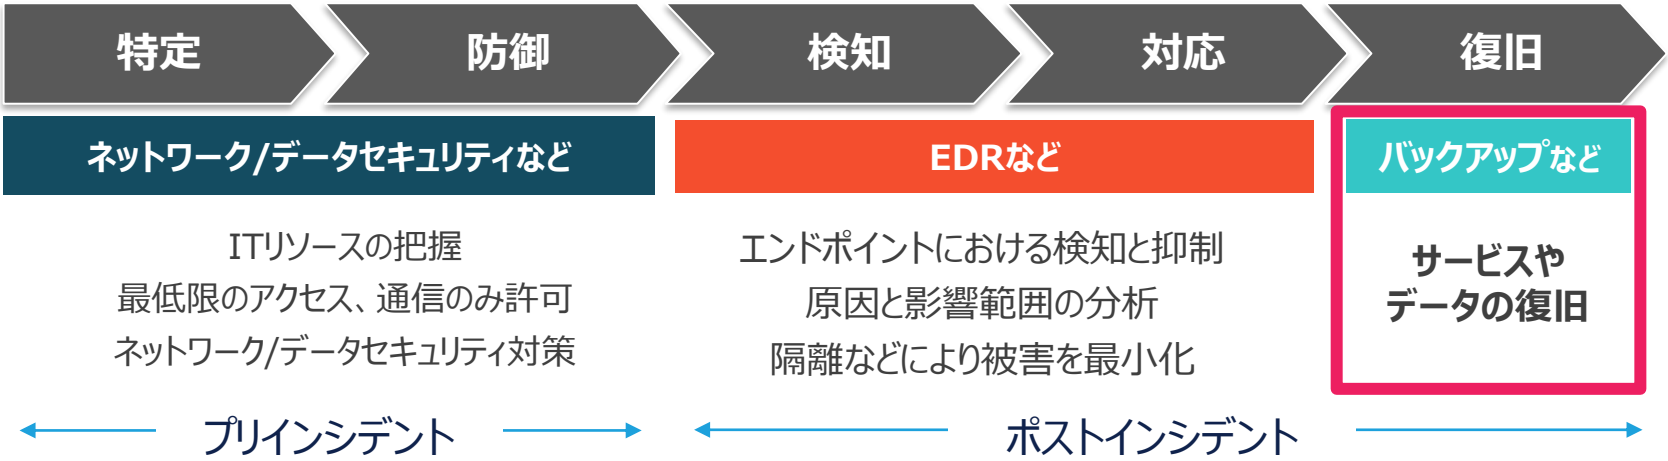 特定
防御
検知
対応
復旧
ネットワーク/データセキュリティなど
EDRなど
バックアップなど
ITリソースの把握
最低限のアクセス、通信のみ許可
ネットワーク/データセキュリティ対策
エンドポイントにおける検知と抑制
原因と影響範囲の分析
隔離などにより被害を最小化
サービスや
データの復旧
プリインシデント
ポストインシデント